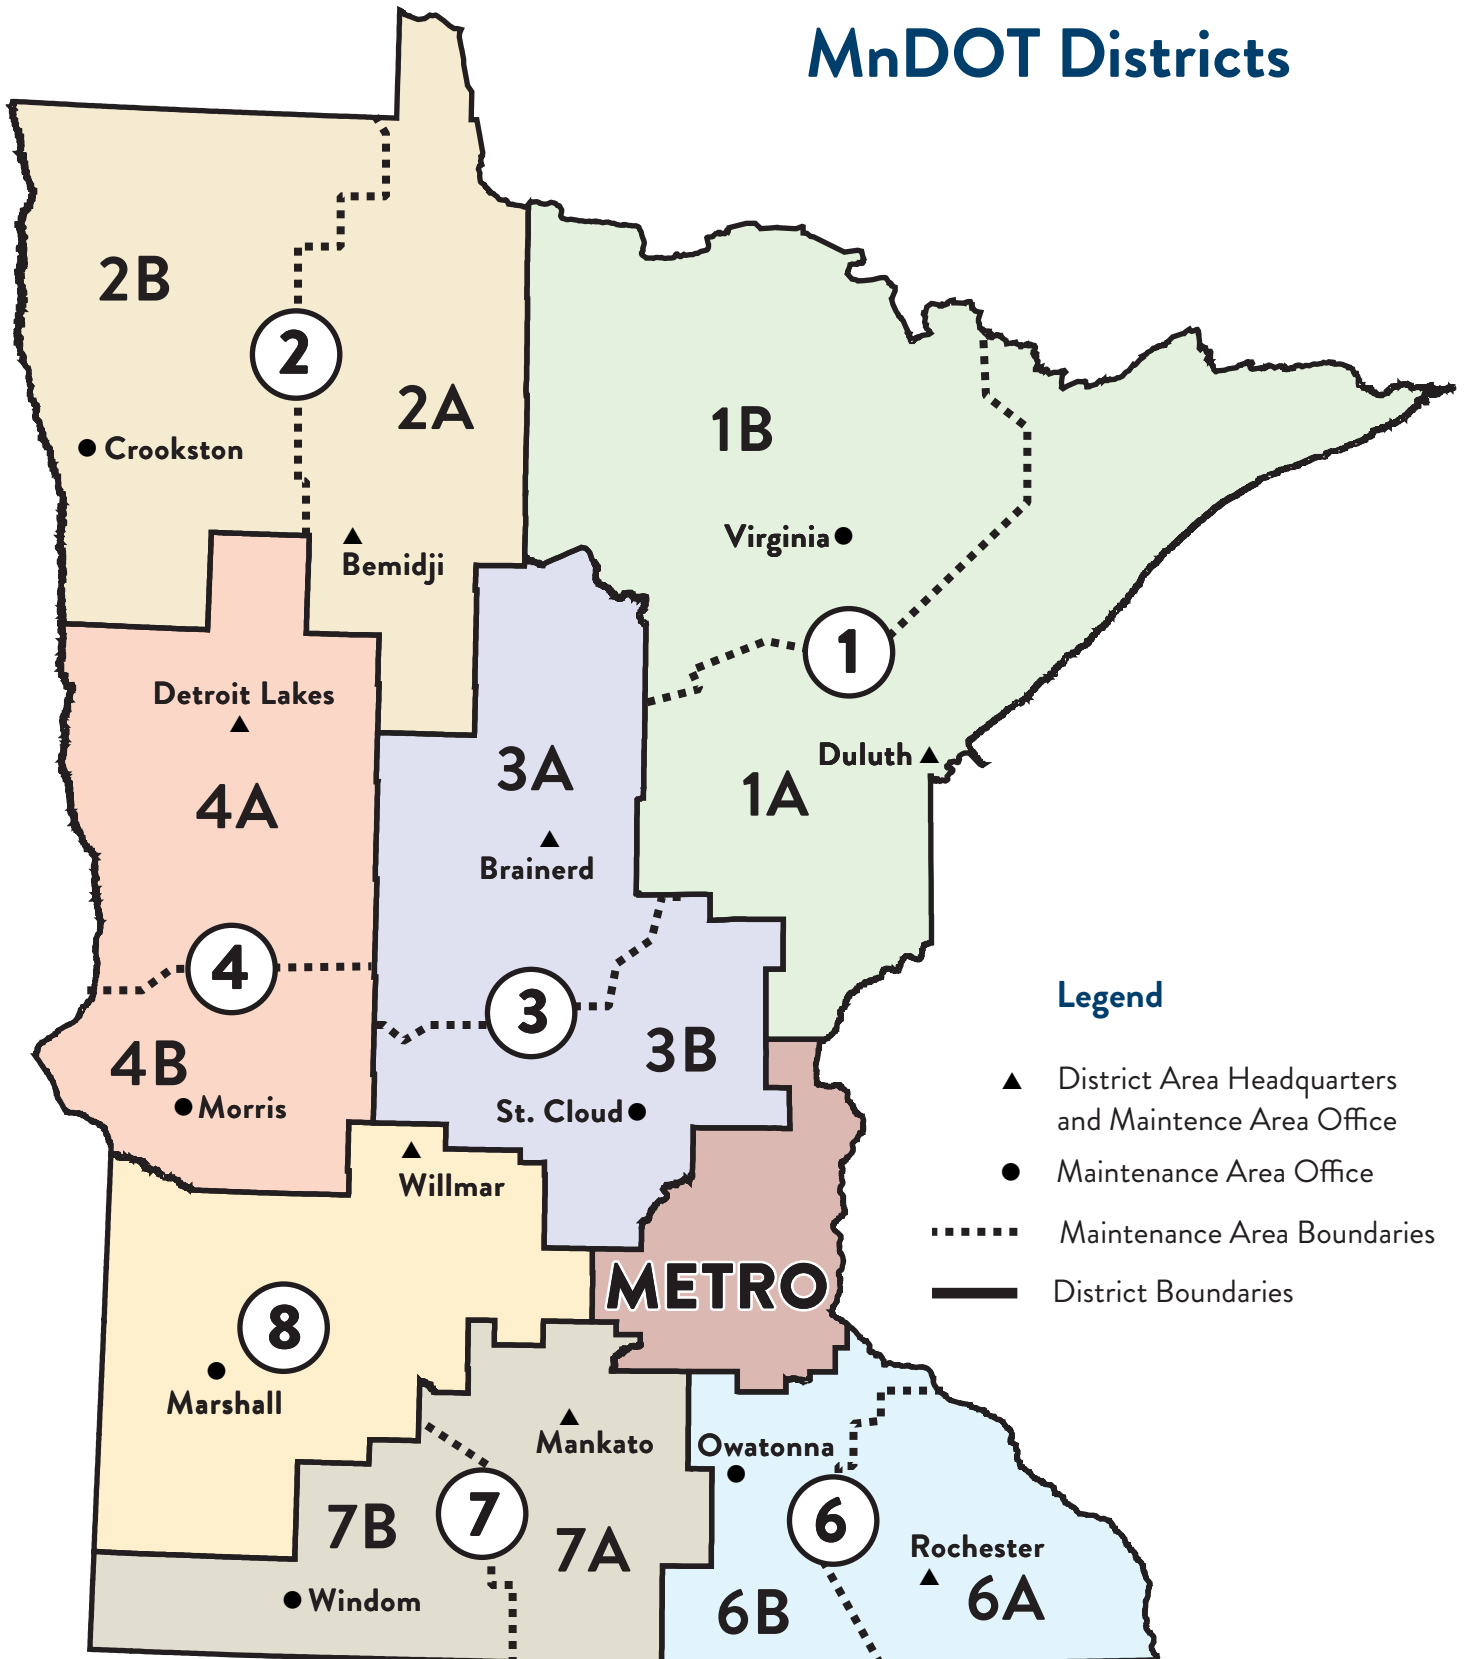 MnDOT Districts
2B
2
2A
1B
Crookston
Virginia
Bemidji
1
Detroit Lakes
Duluth
3A
1A
4A
Brainerd
4
3
Legend
3B
4B
District Area Headquarters
and Maintence Area Office
Morris
St. Cloud
Maintenance Area Office
Willmar
Maintenance Area Boundaries
METRO
District Boundaries
8
Marshall
Mankato
Owatonna
7
6
7B
7A
Rochester
Windom
6B
6A